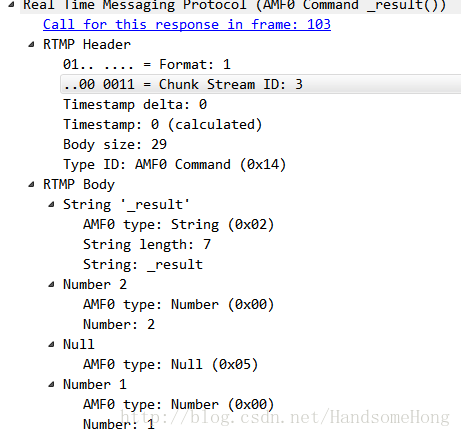 Real Time Messaging Protocol (AMF0 Command _result())
Call for this response in frame: 103
RTMP Header
01.. .... = Format: 1
..00 0011 = Chunk Stream ID: 3
Timestamp delta: 0
Timestamp: 0 (calculated)
Body size: 29
Type ID: AMF0 Command (0x14)
RTMP Body
String '_result'
AMF0 type: String (0x02)
String length: 7
String: _result
Number 2
AMF0 type: Number (0x00)
Number: 2
Null
AMF0 type: Null (0x05)
Number 1
AMF0 type: Number (0x00)
http://blog.csdn.net/HandsomeHong
Number: 1